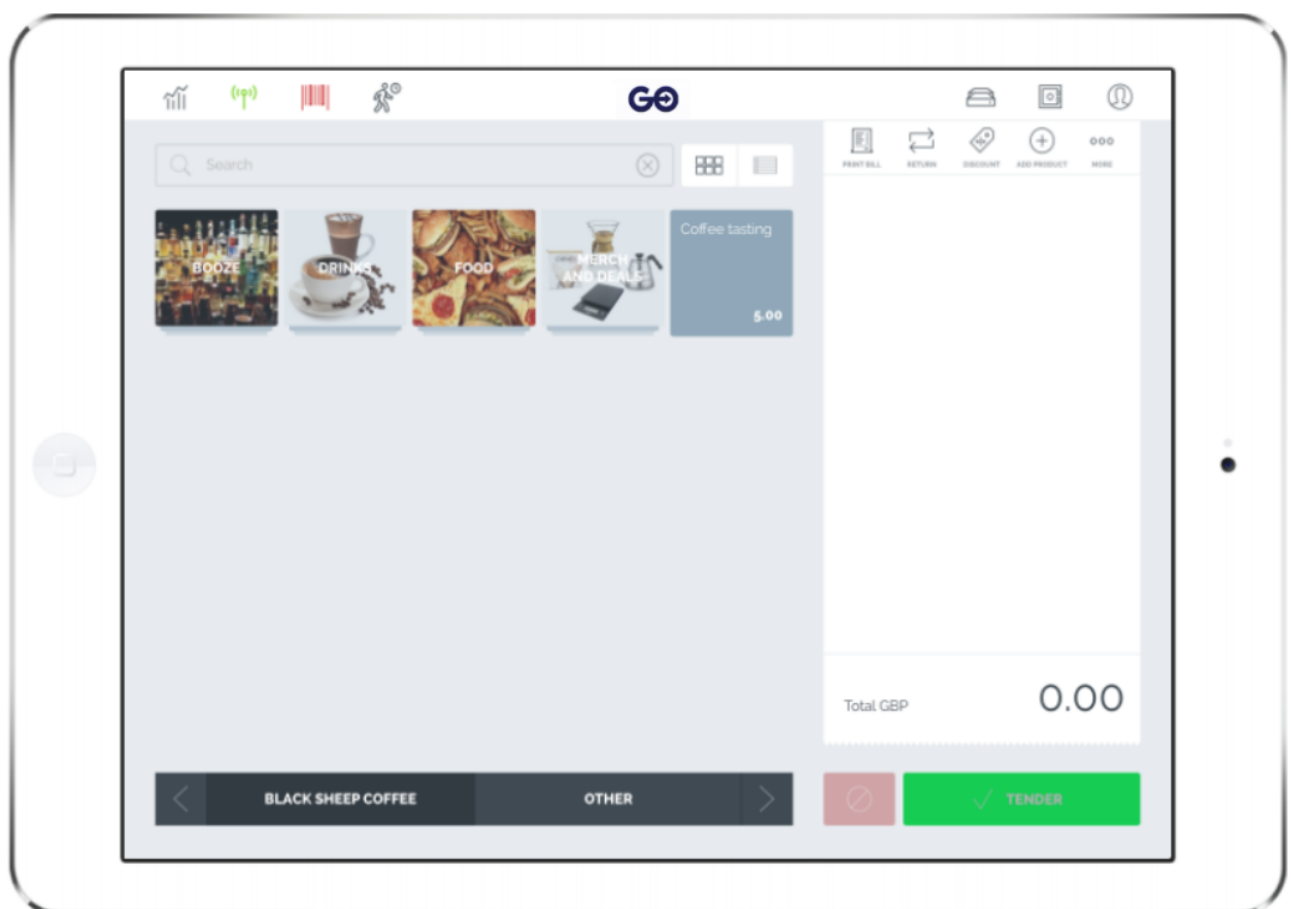 GO
Search
BOOZE
DRINKS
FOOD
MERCH
AND DEALS
Coffee tasting
5.00
PRINT BILL
RETURN
DISCOUNT
ADD PRODUCT
MORE
Total GBP
0.00
BLACK SHEEP COFFEE
OTHER
TENDER